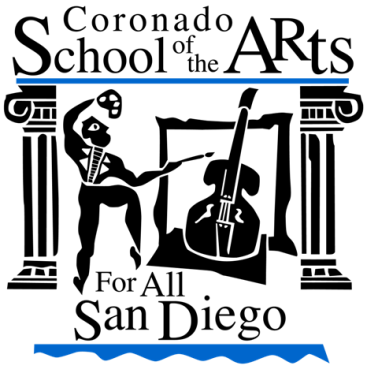 Coronado
School of the ARts
For All
San Diego